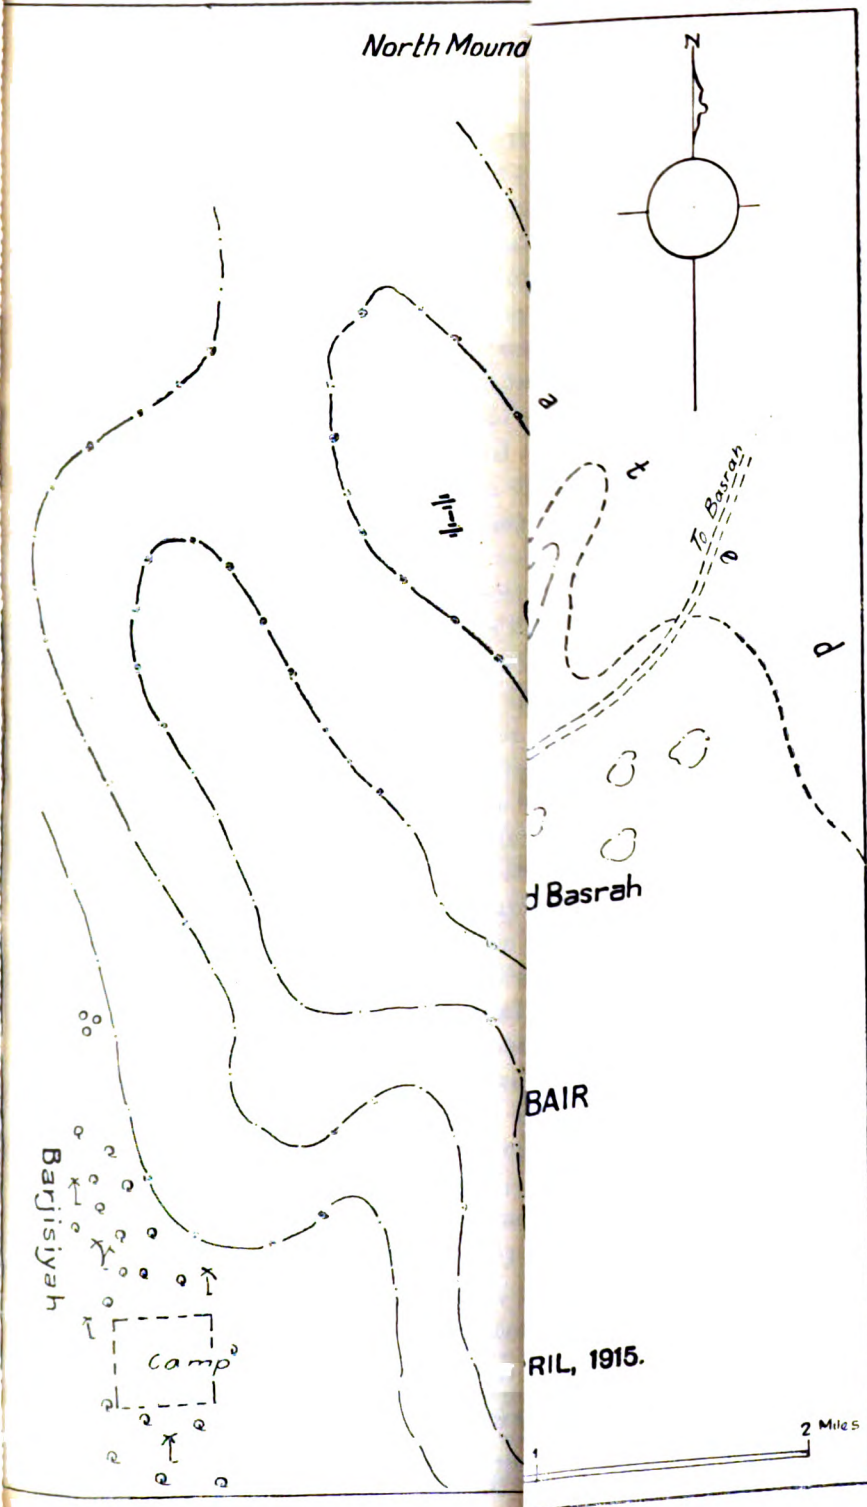 North Mound
N
a
t
To Basrah
e
d
d Basrah
BAIR
Barjisiyah
Camp
RIL, 1915.
1
2 Miles